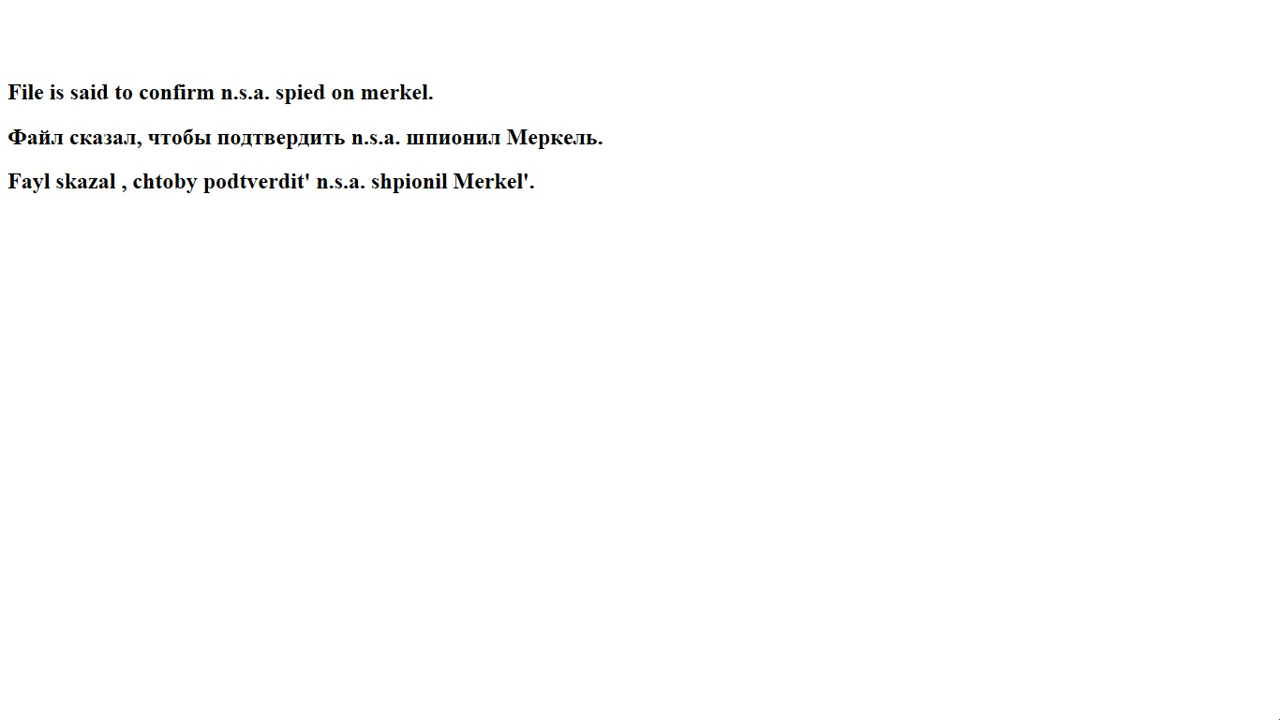 File is said to confirm n.s.a. spied on merkel.
Файл сказал, чтобы подтвердить n.s.a. шпионил Меркель.
Fayl skazal , chtoby podtverdit' n.s.a. shpionil Merkel'.